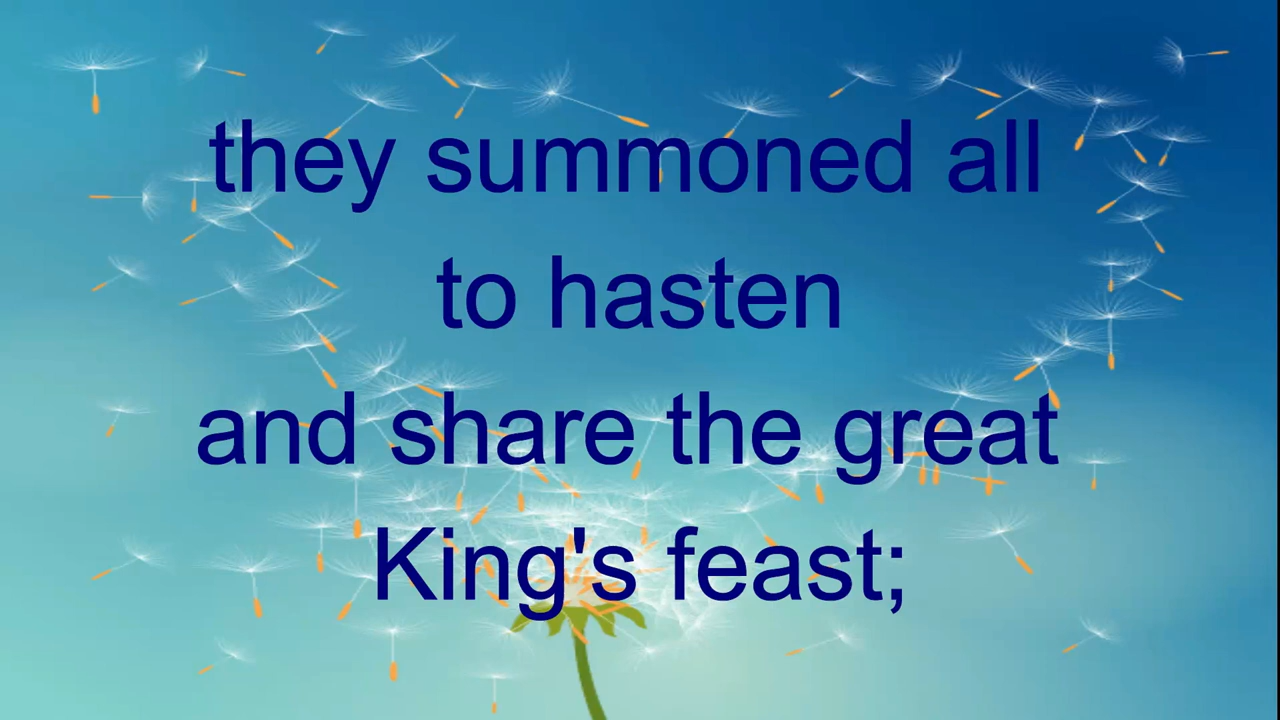 they summoned all
to hasten
and share the great
King's feast;